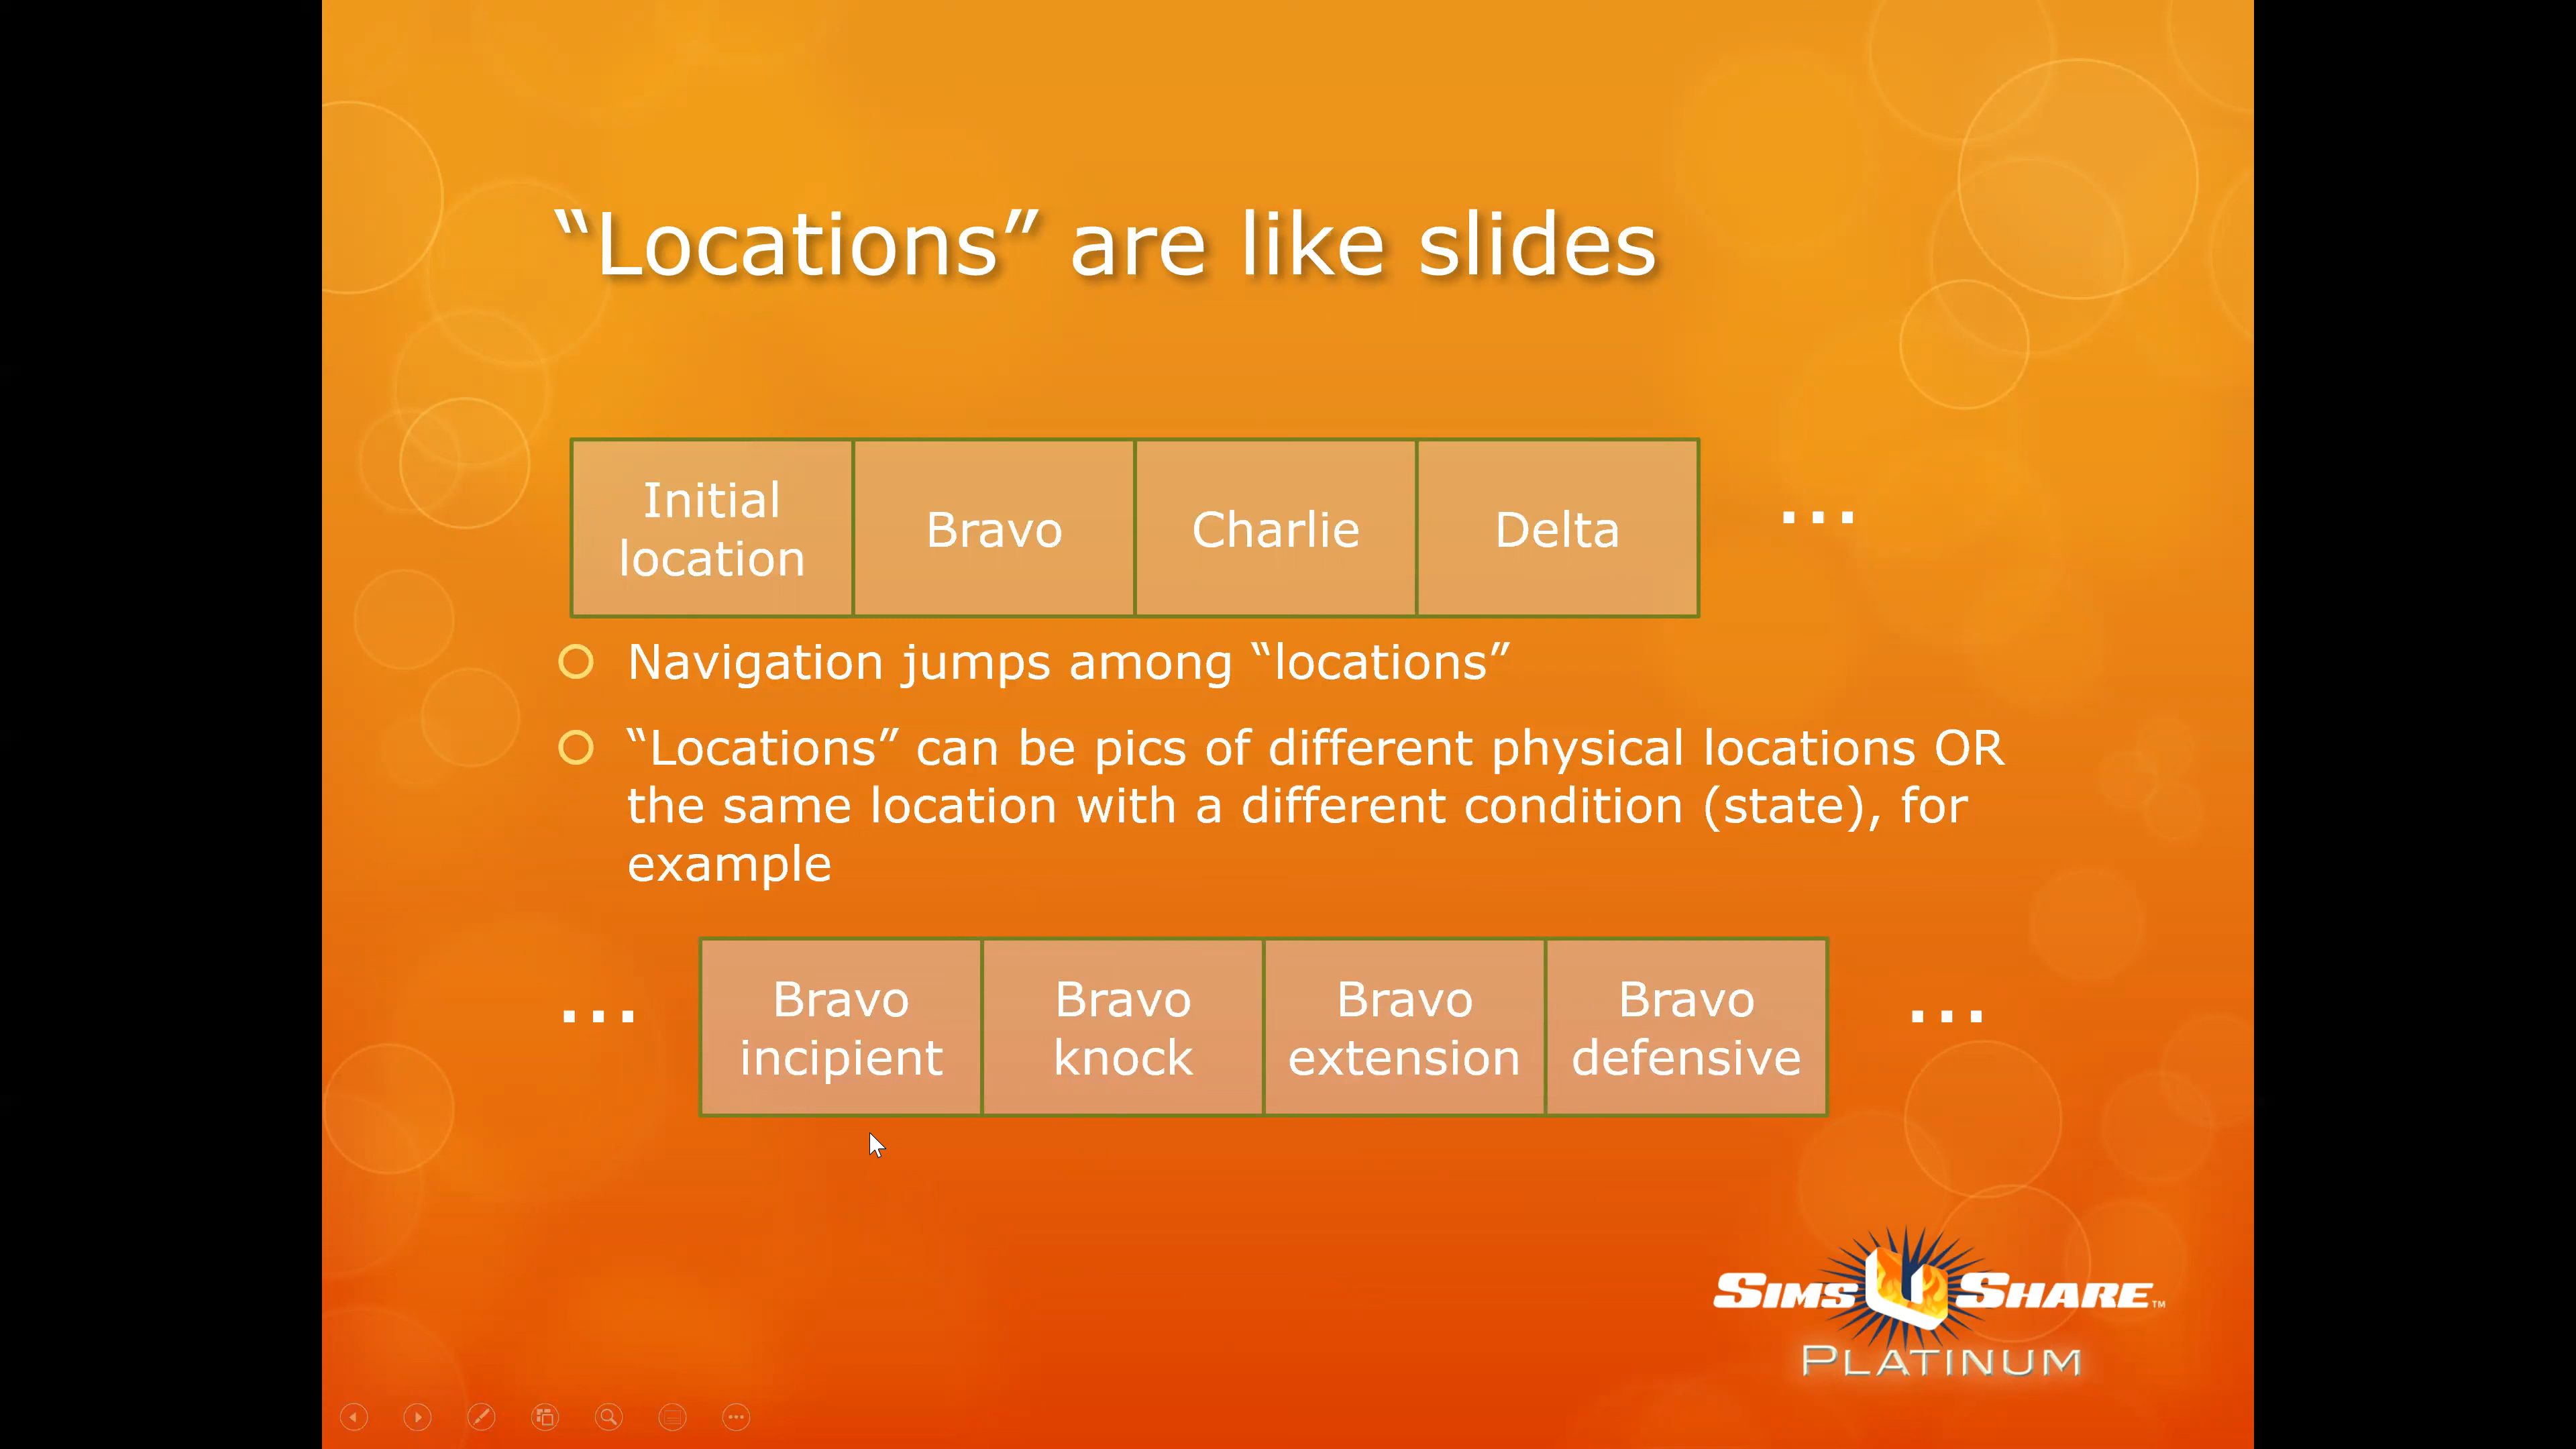 “Locations” are like slides
Initial
location
Bravo
Charlie
Delta
...
Navigation jumps among “locations”
“Locations” can be pics of different physical locations OR
the same location with a different condition (state), for
example
...
Bravo
incipient
Bravo
knock
Bravo
extension
Bravo
defensive
...
SIMS U SHARE™
PLATINUM